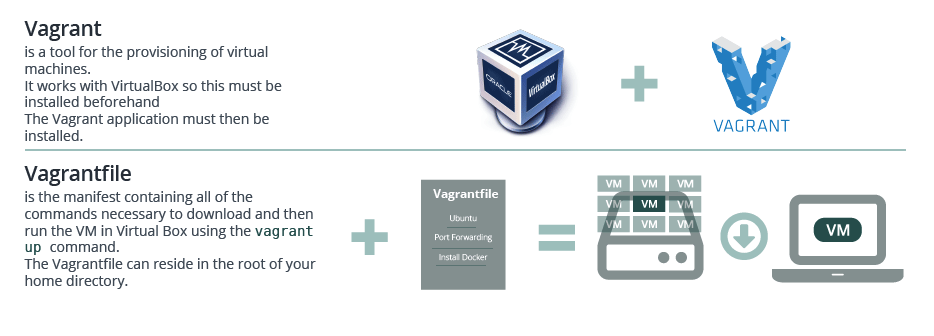 Vagrant
is a tool for the provisioning of virtual
machines.
It works with VirtualBox so this must be
installed beforehand
The Vagrant application must then be
installed.
ORACLE
VirtualBox
VAGRANT
Vagrantfile
is the manifest containing all of the
commands necessary to download and then
run the VM in Virtual Box using the vagrant
up command.
The Vagrantfile can reside in the root of your
home directory.
Vagrantfile
Ubuntu
Port Forwarding
Install Docker
VM VM VM
VM VM VM
VM VM VM
VM